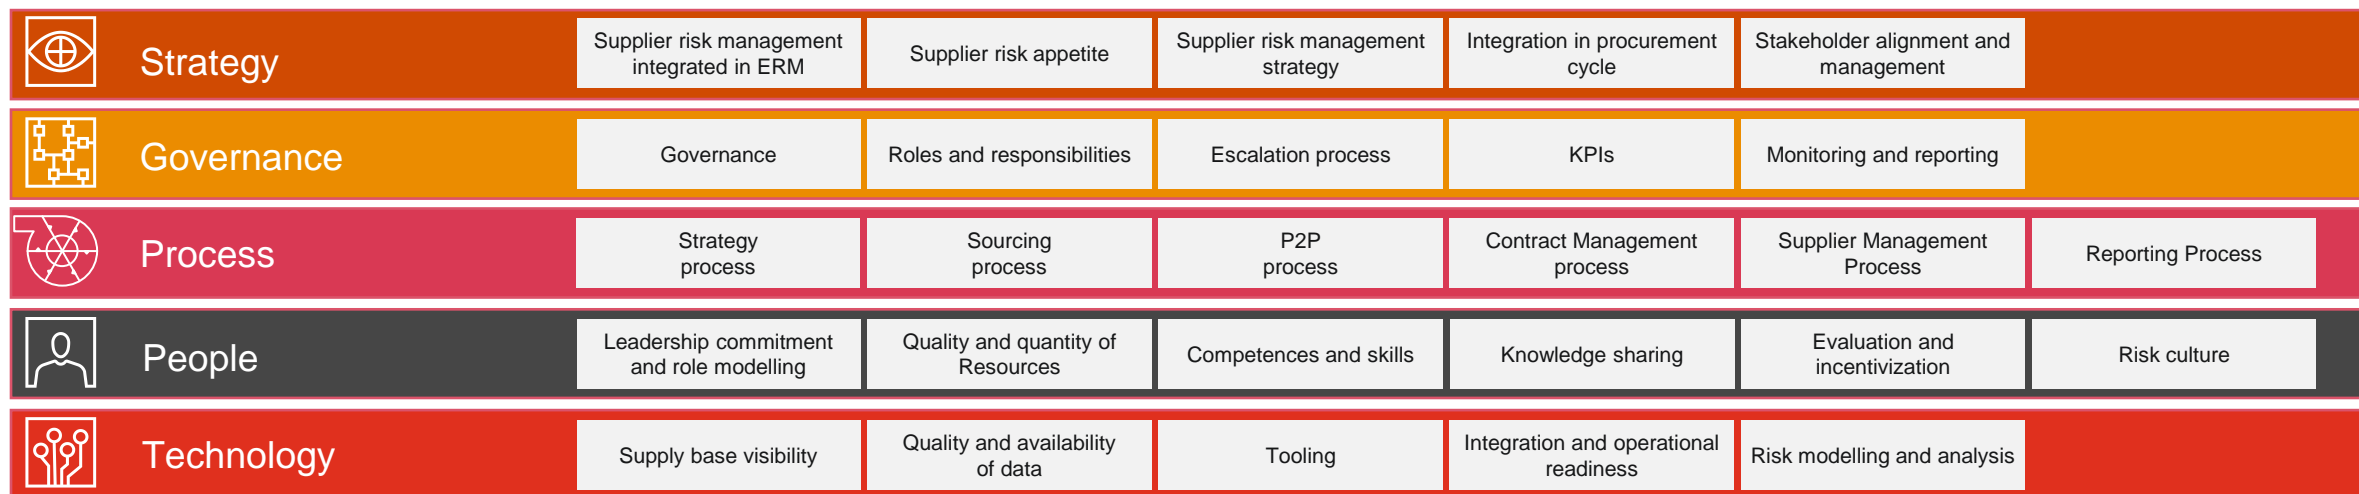 Strategy
Supplier risk management
integrated in ERM
Supplier risk appetite
Supplier risk management
strategy
Integration in procurement
cycle
Stakeholder alignment and
management
Governance
Governance
Roles and responsibilities
Escalation process
KPIs
Monitoring and reporting
Process
Strategy
process
Sourcing
process
P2P
process
Contract Management
process
Supplier Management
Process
Reporting Process
People
Leadership commitment
and role modelling
Quality and quantity of
Resources
Competences and skills
Knowledge sharing
Evaluation and
incentivization
Risk culture
Technology
Supply base visibility
Quality and availability
of data
Tooling
Integration and operational
readiness
Risk modelling and analysis